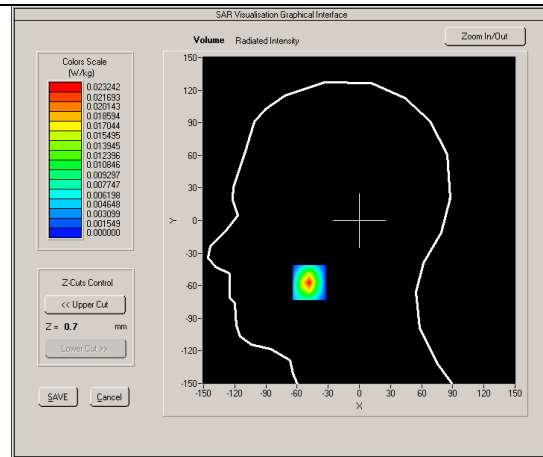 SAR Visualisation Graphical Interface
Volume Radiated Intensity
Zoom In/Out
Colors Scale
(W/kg)
0.023242
0.021693
0.020143
0.018594
0.017044
0.015495
0.013945
0.012396
0.010846
0.009297
0.007747
0.006198
0.004648
0.003099
0.001549
0.000000
Z-Cuts Control
<< Upper Cut
Z = 0.7 mm
Lower Cut >>
SAVE Cancel
150
120
90
60
30
0
-30
-60
-90
-120
-150
Y
-150 -120 -90 -60 -30 0 30 60 90 120 150
X